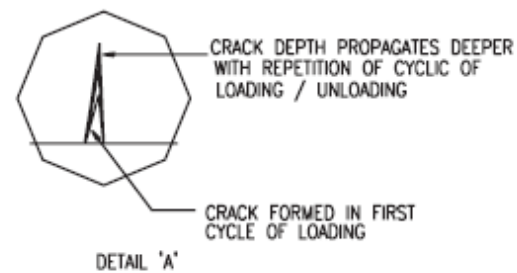 CRACK DEPTH PROPAGATES DEEPER
WITH REPETITION OF CYCLIC OF
LOADING / UNLOADING
CRACK FORMED IN FIRST
CYCLE OF LOADING
DETAIL 'A'